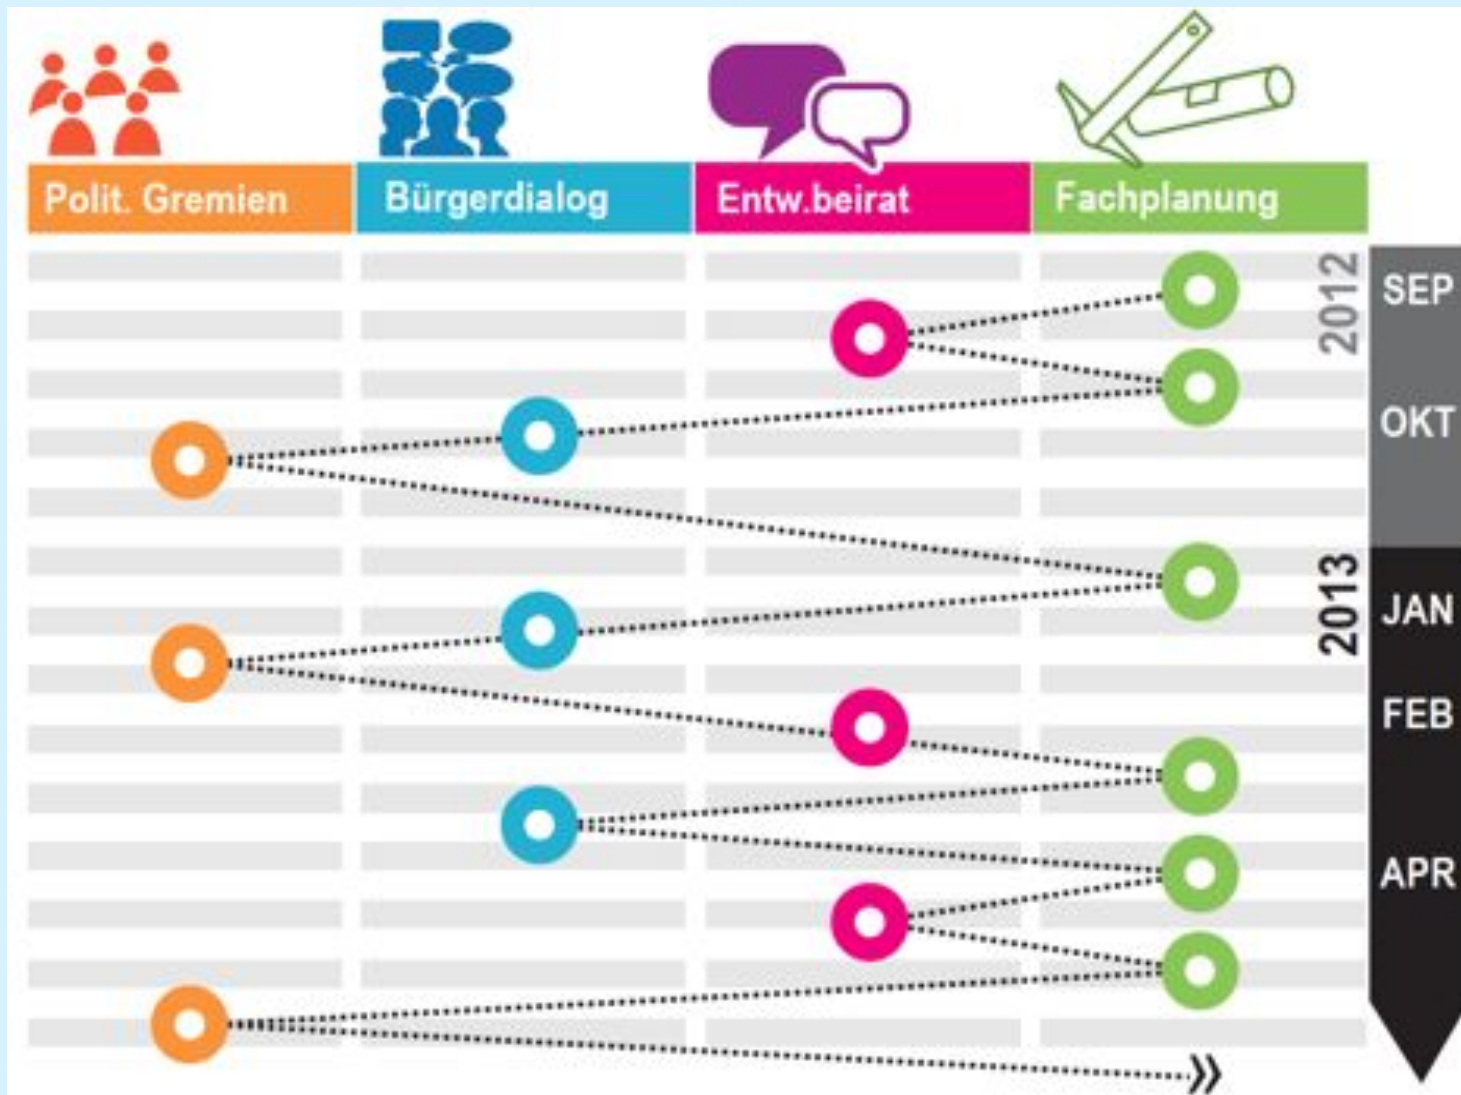 Polit. Gremien
Bürgerdialog
Entw.beirat
Fachplanung
2012
SEP
OKT
2013
JAN
FEB
APR